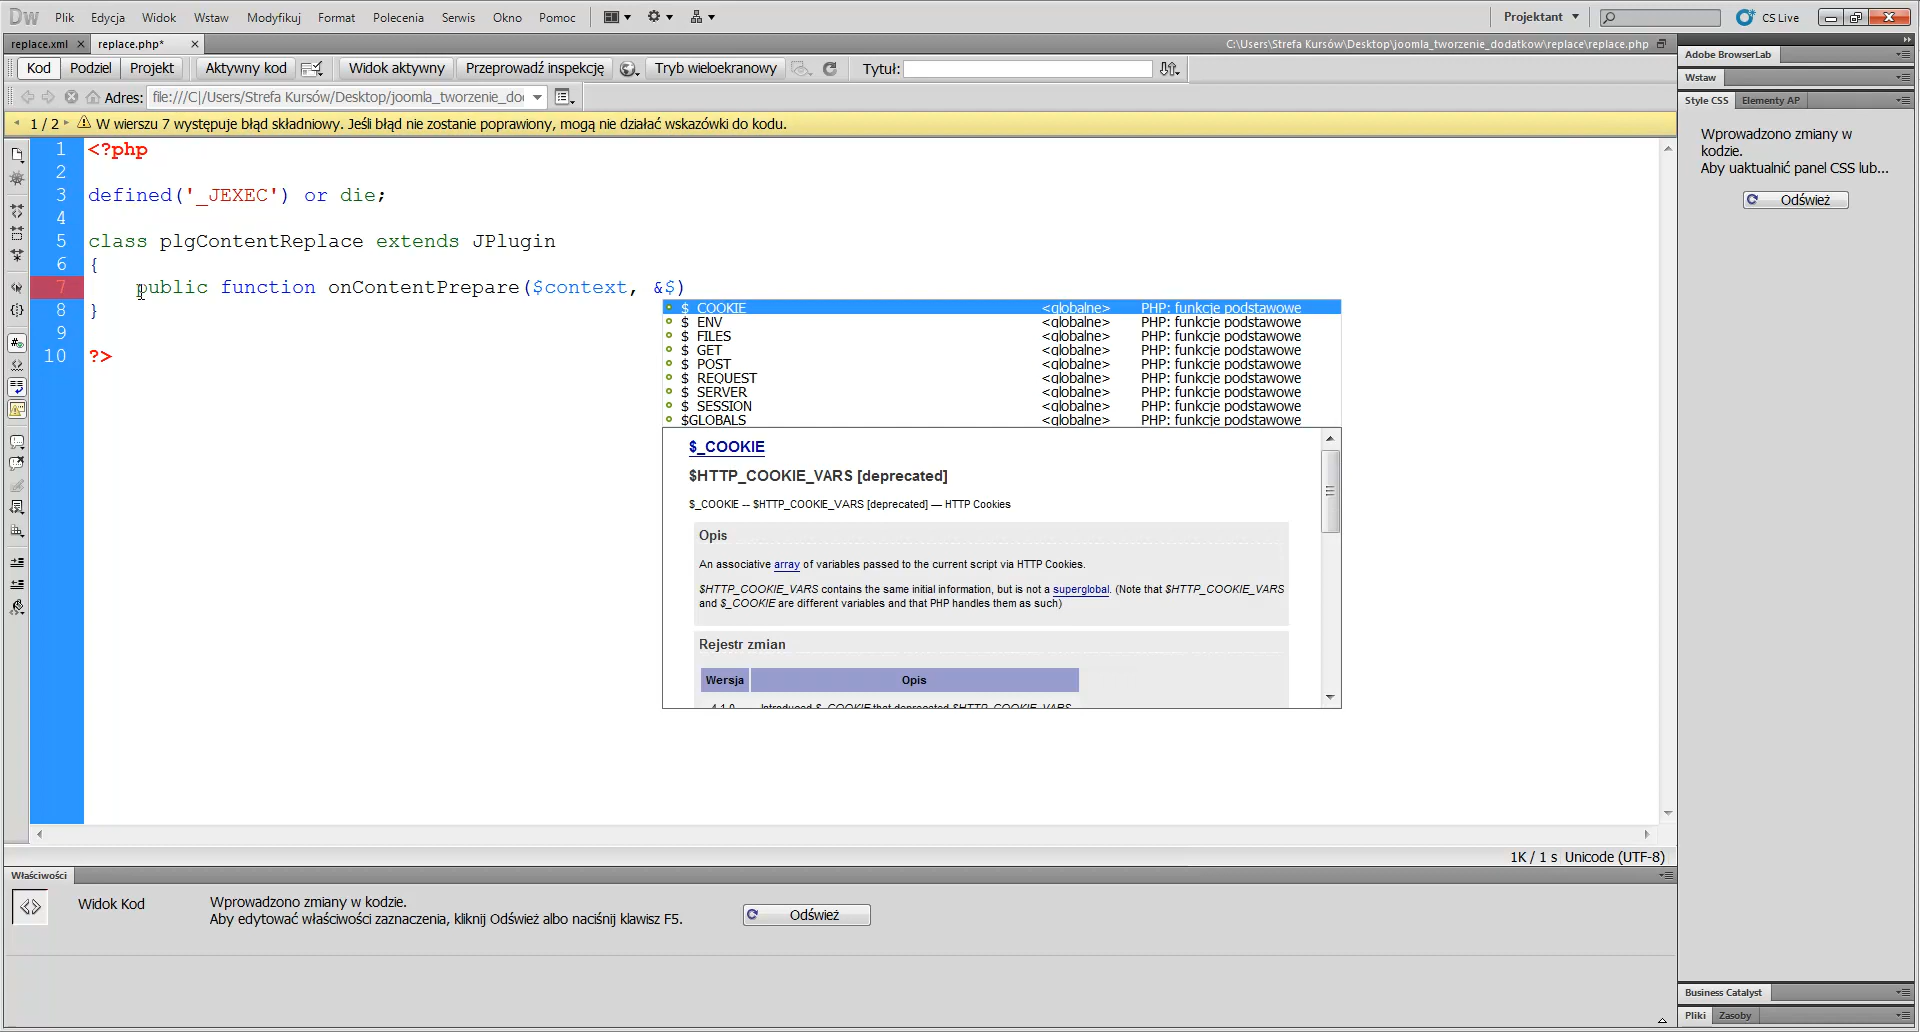 Dw Plik Edycja Widok Wstaw Modyfikuj Format Polecenia Serwis Okno Pomoc Projektant CS Live
replace.xml replace.php* C:\Users\Strefa Kursów\Desktop\joomla_tworzenie_dodatkow\replace\replace.php
Kod Podziel Projekt Aktywny kod Widok aktywny Przeprowadź inspekcję Tryb wieloekranowy Tytuł:
Adres: file:///C|/Users/Strefa Kursów/Desktop/joomla_tworzenie_do
1 / 2 W wierszu 7 występuje błąd składniowy. Jeśli błąd nie zostanie poprawiony, mogą nie działać wskazówki do kodu.
1 <?php
2
3 defined('_JEXEC') or die;
4
5 class plgContentReplace extends JPlugin
6 {
7 public function onContentPrepare($context, &$)
8 }
9
10 ?>
$_COOKIE <globalne> PHP: funkcje podstawowe
$_ENV <globalne> PHP: funkcje podstawowe
$_FILES <globalne> PHP: funkcje podstawowe
$_GET <globalne> PHP: funkcje podstawowe
$_POST <globalne> PHP: funkcje podstawowe
$_REQUEST <globalne> PHP: funkcje podstawowe
$_SERVER <globalne> PHP: funkcje podstawowe
$_SESSION <globalne> PHP: funkcje podstawowe
$GLOBALS <globalne> PHP: funkcje podstawowe
$_COOKIE
$HTTP_COOKIE_VARS [deprecated]
$_COOKIE -- $HTTP_COOKIE_VARS [deprecated] — HTTP Cookies
Opis
An associative array of variables passed to the current script via HTTP Cookies.
$HTTP_COOKIE_VARS contains the same initial information, but is not a superglobal. (Note that $HTTP_COOKIE_VARS
and $_COOKIE are different variables and that PHP handles them as such)
Rejestr zmian
Wersja Opis
4.1.0 Introduced $_COOKIE that deprecated $HTTP_COOKIE_VARS
1K / 1 s Unicode (UTF-8)
Właściwości
Widok Kod
Wprowadzono zmiany w kodzie.
Aby edytować właściwości zaznaczenia, kliknij Odśwież albo naciśnij klawisz F5.
Odśwież
Adobe BrowserLab
Wstaw
Style CSS Elementy AP
Wprowadzono zmiany w
kodzie.
Aby uaktualnić panel CSS lub...
Odśwież
Business Catalyst
Pliki Zasoby